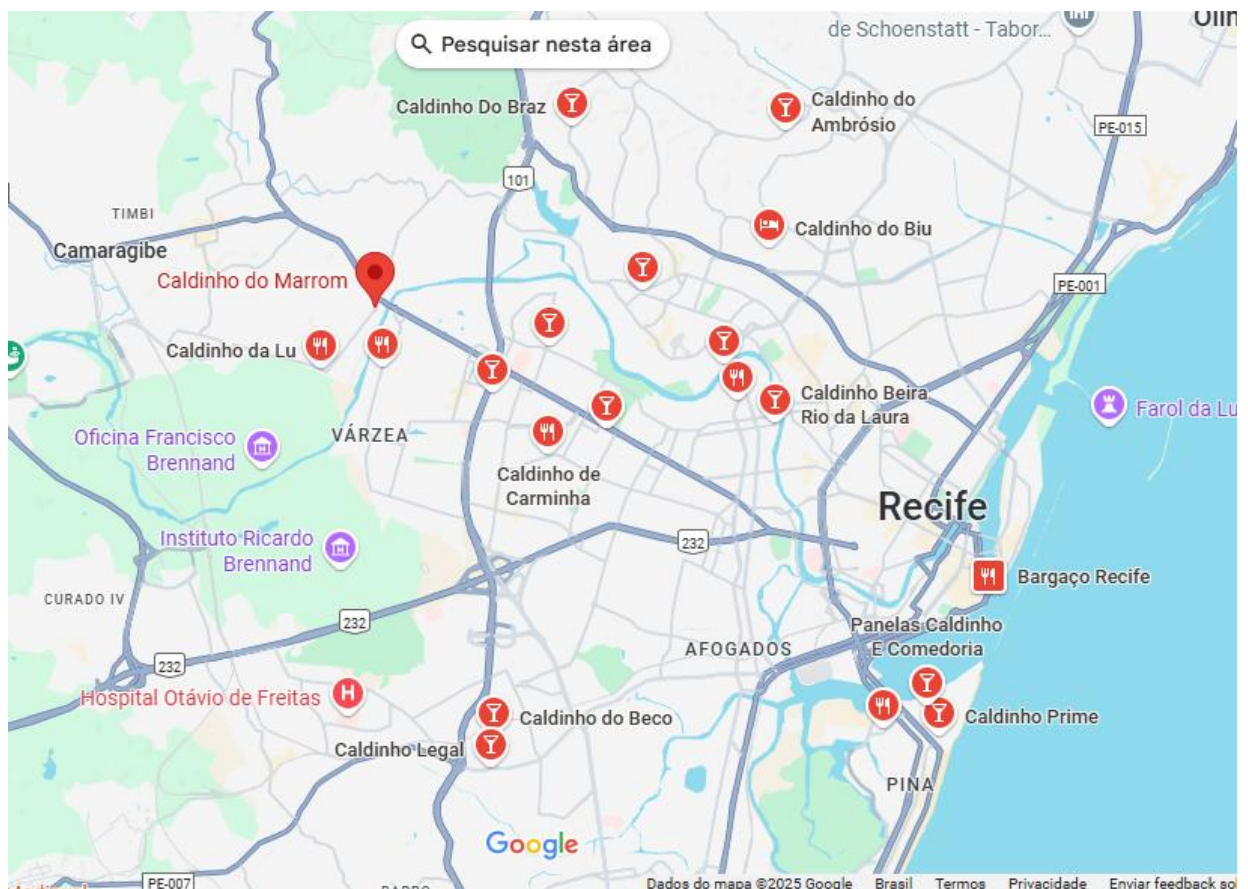 Pesquisar nesta área
de Schoenstatt - Tabor...
Caldinho Do Braz
Caldinho do
Ambrósio
PE-015
101
TIMBI
Camaragibe
Caldinho do Biu
Caldinho do Marrom
PE-001
Caldinho da Lu
Caldinho Beira
Rio da Laura
Farol da Lu
VÁRZEA
Oficina Francisco
Brennand
Caldinho de
Carminha
Recife
232
Instituto Ricardo
Brennand
Bargaço Recife
CURADO IV
232
Panelas Caldinho
E Comedoria
AFOGADOS
232
Hospital Otávio de Freitas
H
Caldinho do Beco
Caldinho Prime
Caldinho Legal
PINA
Google
PE-007
Dados do mapa ©2025 Google Brasil Termos Privacidade Enviar feedback so